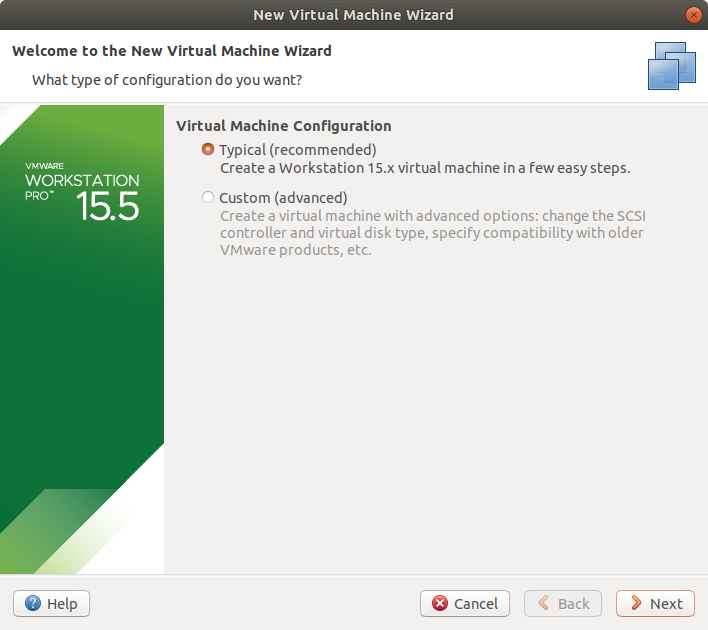 New Virtual Machine Wizard
Welcome to the New Virtual Machine Wizard
What type of configuration do you want?
VMWARE
WORKSTATION
PRO™
15.5
Virtual Machine Configuration
Typical (recommended)
Create a Workstation 15.x virtual machine in a few easy steps.
Custom (advanced)
Create a virtual machine with advanced options: change the SCSI
controller and virtual disk type, specify compatibility with older
VMware products, etc.
Help
Cancel
Back
Next